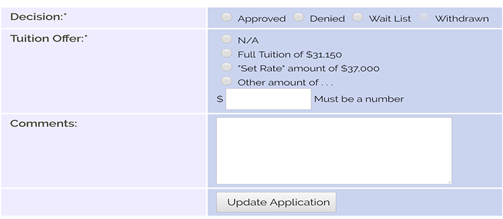 Decision:* Approved Denied Wait List Withdrawn
Tuition Offer:* N/A
Full Tuition of $31,150
"Set Rate" amount of $37,000
Other amount of . . .
$ Must be a number
Comments:
Update Application